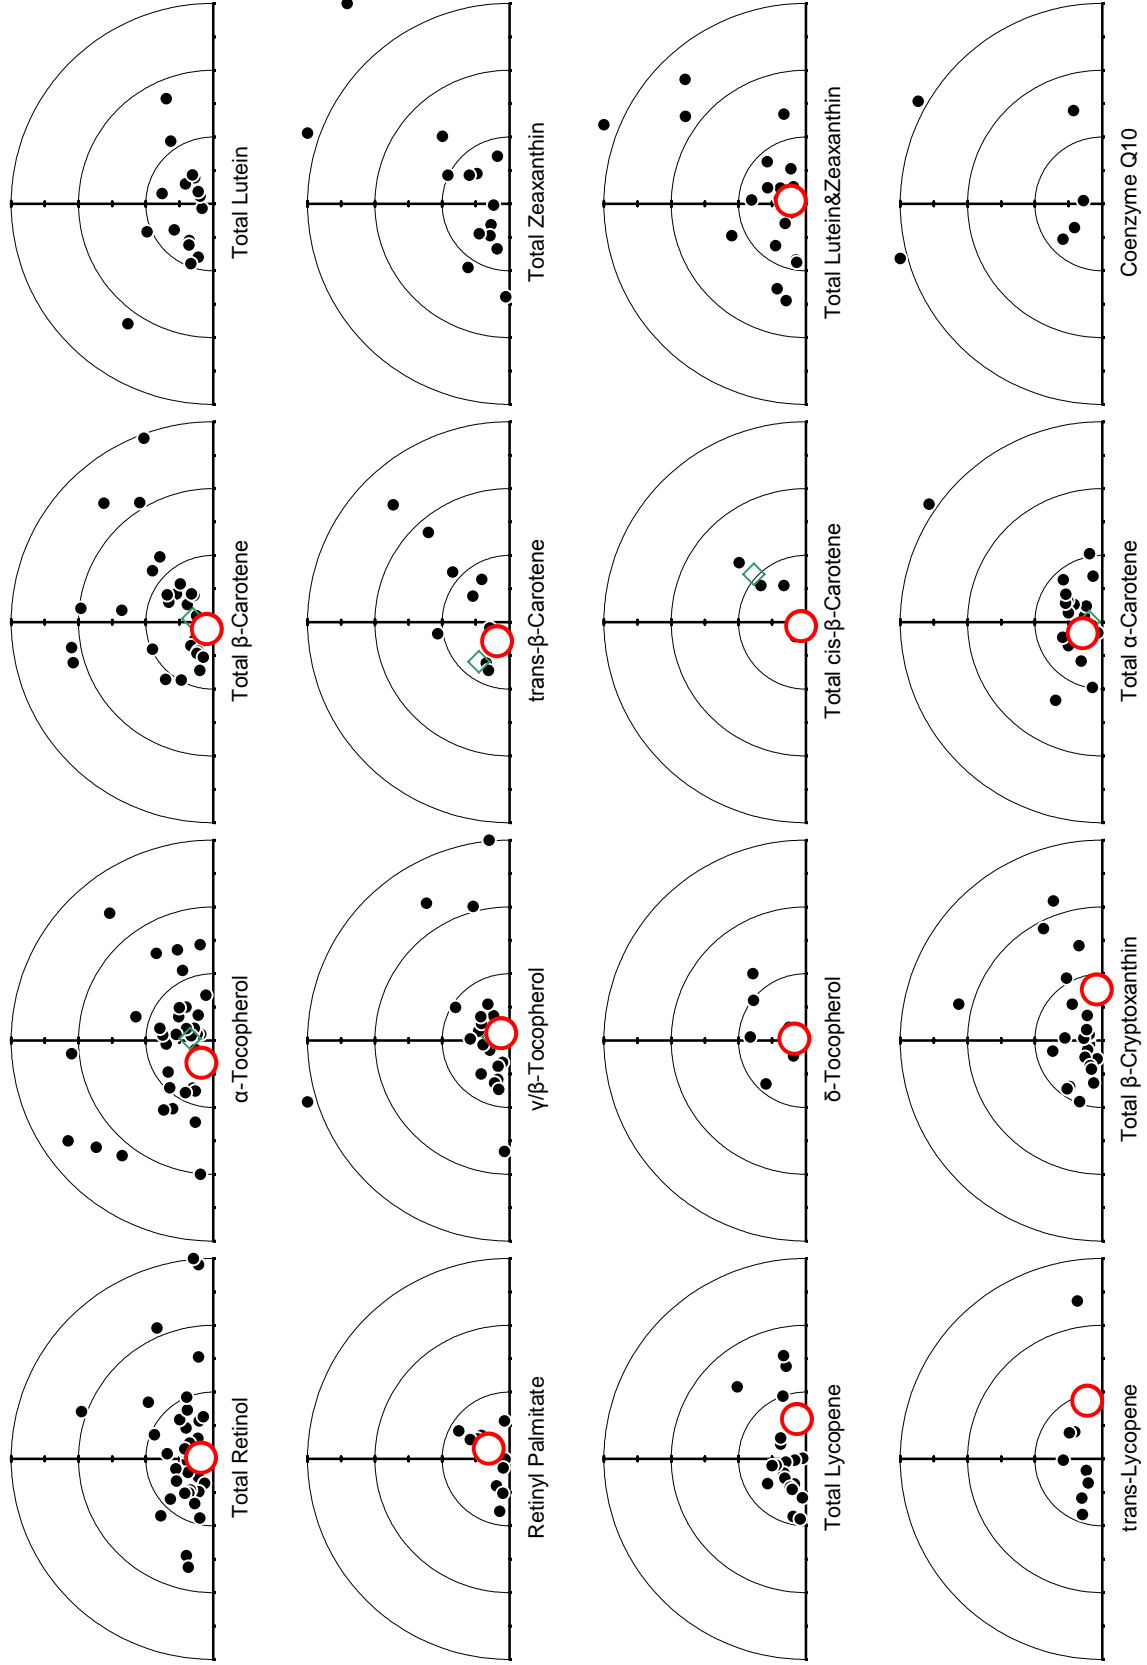 Total Retinol
α-Tocopherol
Total β-Carotene
Total Lutein
Retinyl Palmitate
γ/β-Tocopherol
trans-β-Carotene
Total Zeaxanthin
Total Lycopene
δ-Tocopherol
Total cis-β-Carotene
Total Lutein&Zeaxanthin
trans-Lycopene
Total β-Cryptoxanthin
Total α-Carotene
Coenzyme Q10